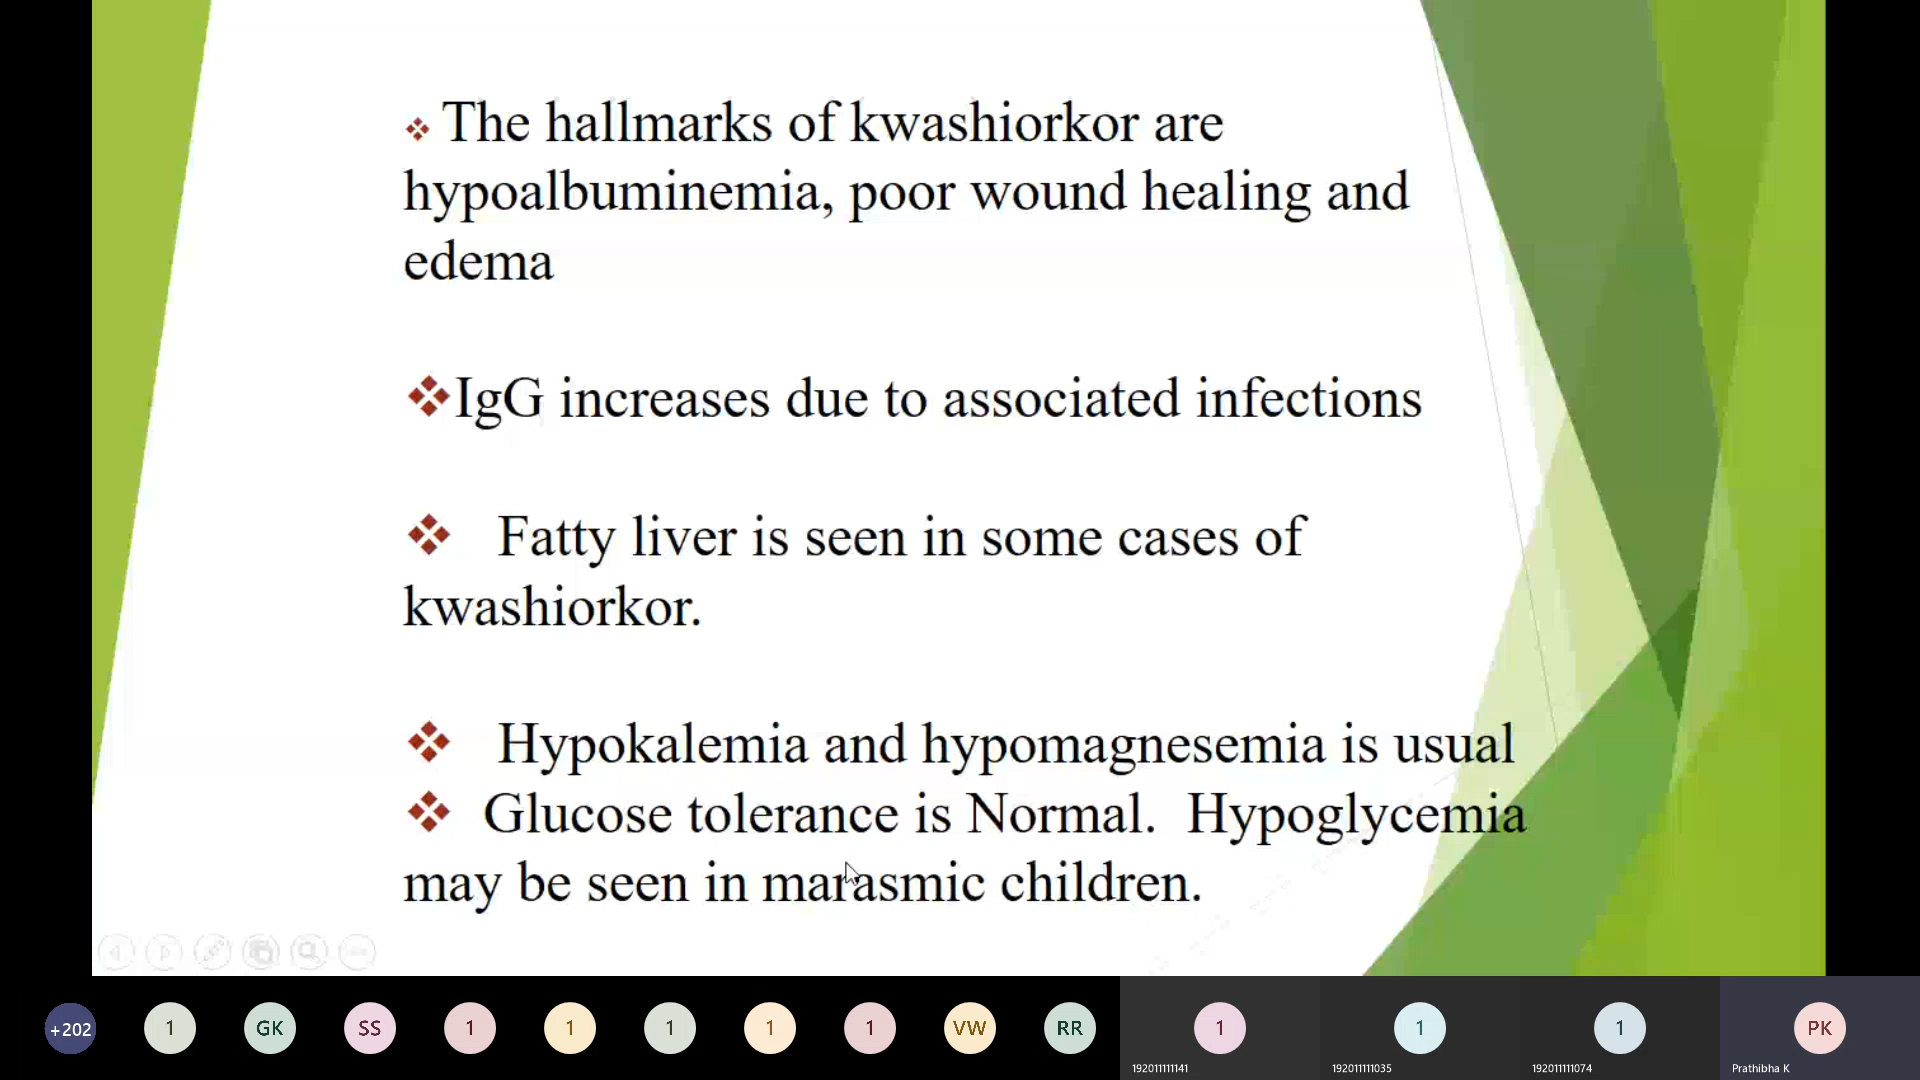 The hallmarks of kwashiorkor are
hypoalbuminemia, poor wound healing and
edema
IgG increases due to associated infections
Fatty liver is seen in some cases of
kwashiorkor.
Hypokalemia and hypomagnesemia is usual
Glucose tolerance is Normal. Hypoglycemia
may be seen in marasmic children.
+202 1 GK SS 1 1 1 1 1 VW RR 1 1 1 PK
192011111141 192011111035 192011111074 Prathibha K